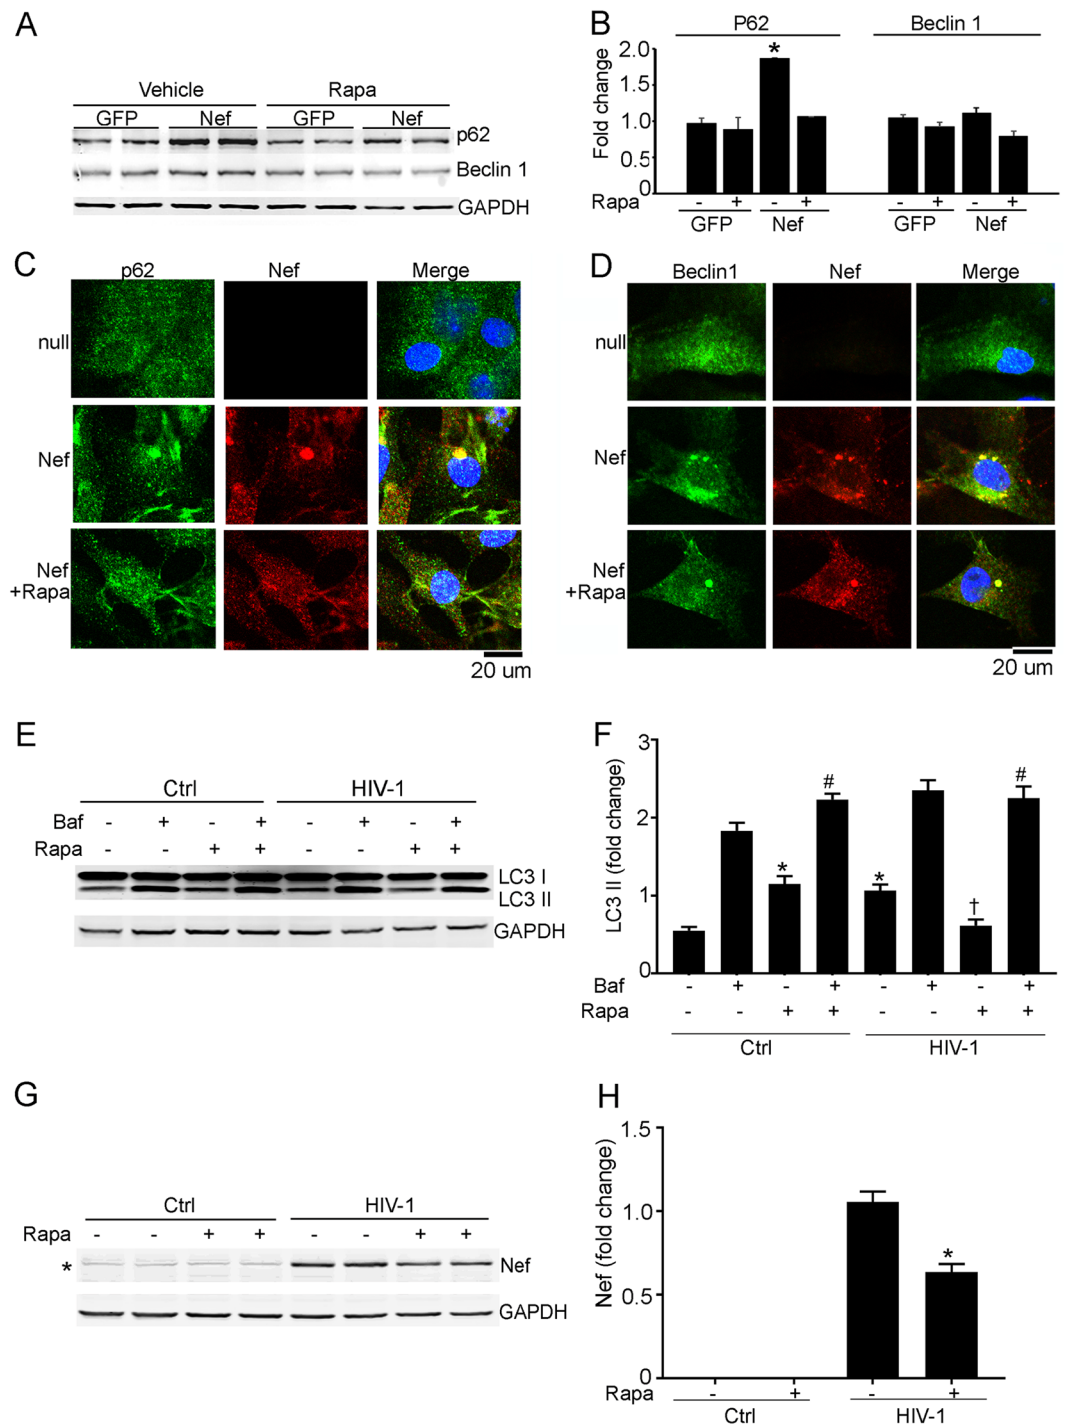 A
Vehicle Rapa
GFP Nef GFP Nef
p62
Beclin 1
GAPDH
B
P62 Beclin 1
Fold change
2.0
*
1.5
1.0
0.5
0
Rapa - + - + - + - +
GFP Nef GFP Nef
C
p62 Nef Merge
null
Nef
Nef
+Rapa
20 um
D
Beclin1 Nef Merge
null
Nef
Nef
+Rapa
20 um
E
Ctrl HIV-1
Baf - + - + - + - +
Rapa - - + + - - + +
LC3 I
LC3 II
GAPDH
F
LC3 II (fold change)
3
# #
2
* *
1
†
0
Baf - + - + - + - +
Rapa - - + + - - + +
Ctrl HIV-1
G
Ctrl HIV-1
Rapa - - + + - - + +
* Nef
GAPDH
H
Nef (fold change)
1.5
1.0
*
0.5
0
Rapa - + - +
Ctrl HIV-1